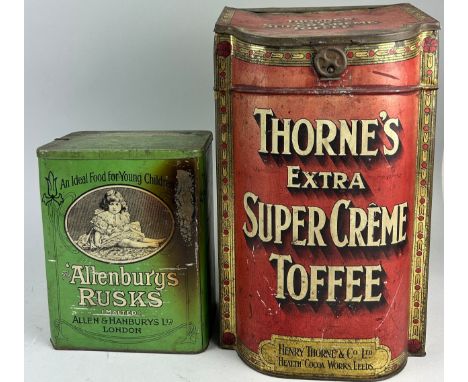 An Ideal Food for Young Children
"Allenburys"
RUSKS
(MALTED)
ALLEN & HANBURYS LTD
LONDON
THORNE'S
EXTRA
SUPER CRÊME
TOFFEE
HENRY THORNE & CO. LTD
HEALTH COCOA WORKS, LEEDS.